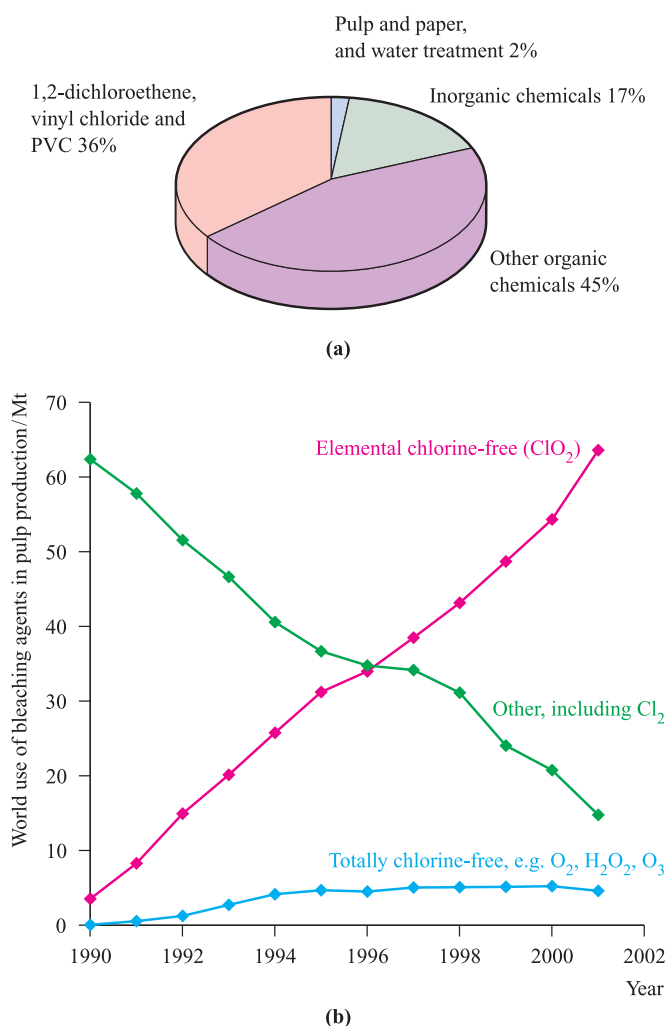 Pulp and paper,
and water treatment 2%
1,2-dichloroethene,
vinyl chloride and
PVC 36%
Inorganic chemicals 17%
Other organic
chemicals 45%
(a)
World use of bleaching agents in pulp production/Mt
70
60
50
40
30
20
10
0
Elemental chlorine-free (ClO₂)
Other, including Cl₂
Totally chlorine-free, e.g. O₂, H₂O₂, O₃
1990
1992
1994
1996
1998
2000
2002
Year
(b)